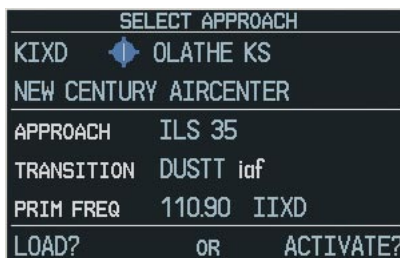 SELECT APPROACH
KIXD OLATHE KS
NEW CENTURY AIRCENTER
APPROACH ILS 35
TRANSITION DUSTT iaf
PRIM FREQ 110.90 IIXD
LOAD? OR ACTIVATE?